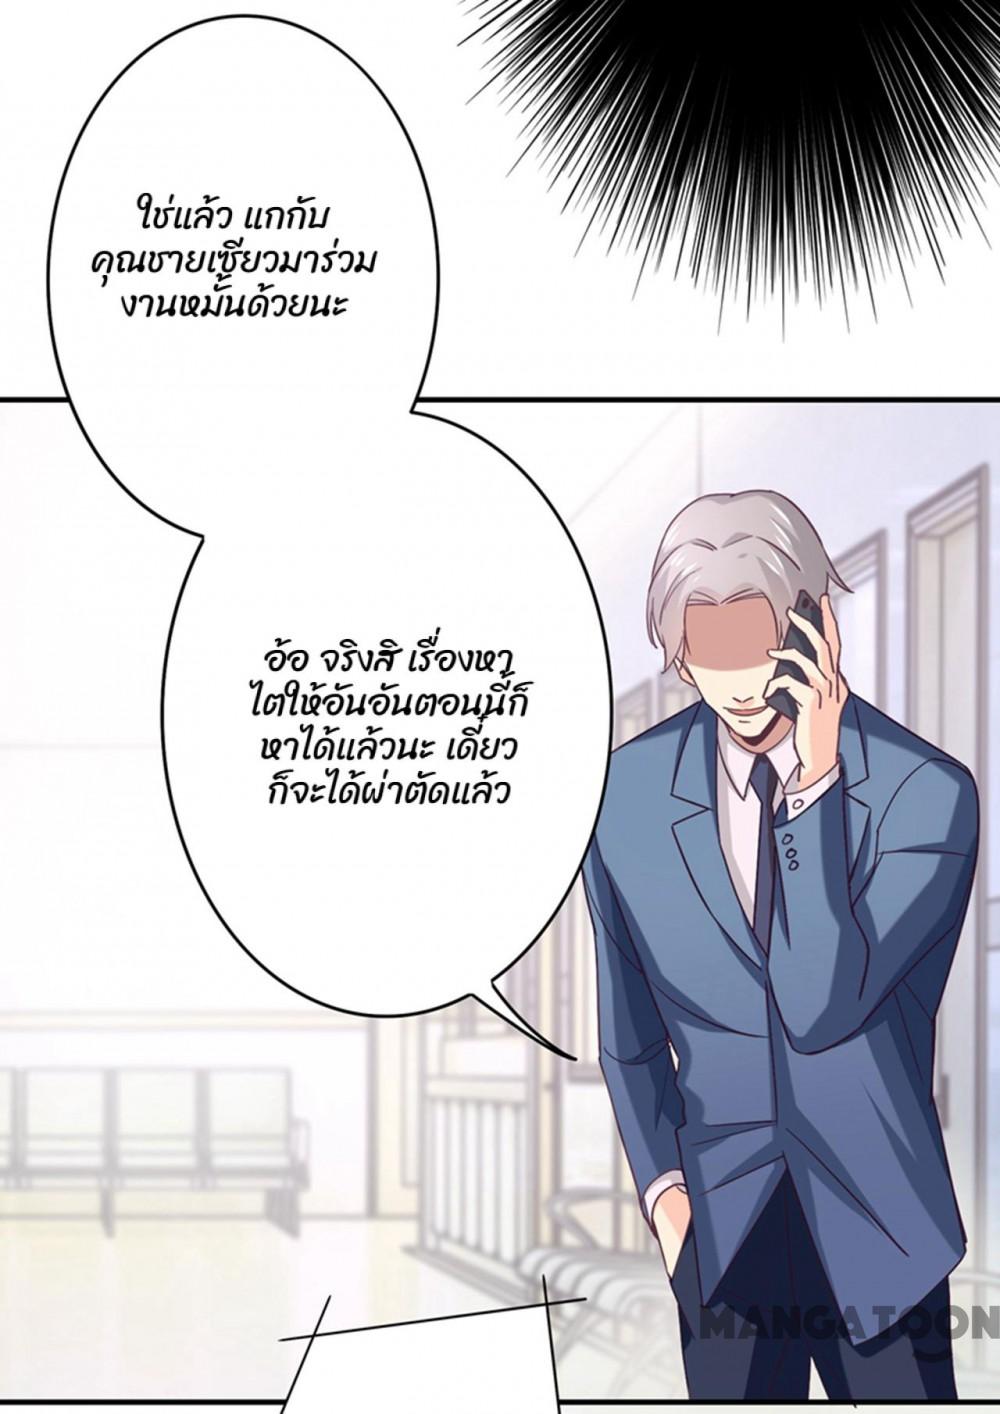 ใช่แล้ว แกกับ
คุณชายเซียวมาร่วม
งานหมั้นด้วยนะ
อ้อ จริงสิ เรื่องหา
ไตให้อันอันตอนนี้ก็
หาได้แล้วนะ เดี๋ยว
ก็จะได้ผ่าตัดแล้ว
MANGATOON